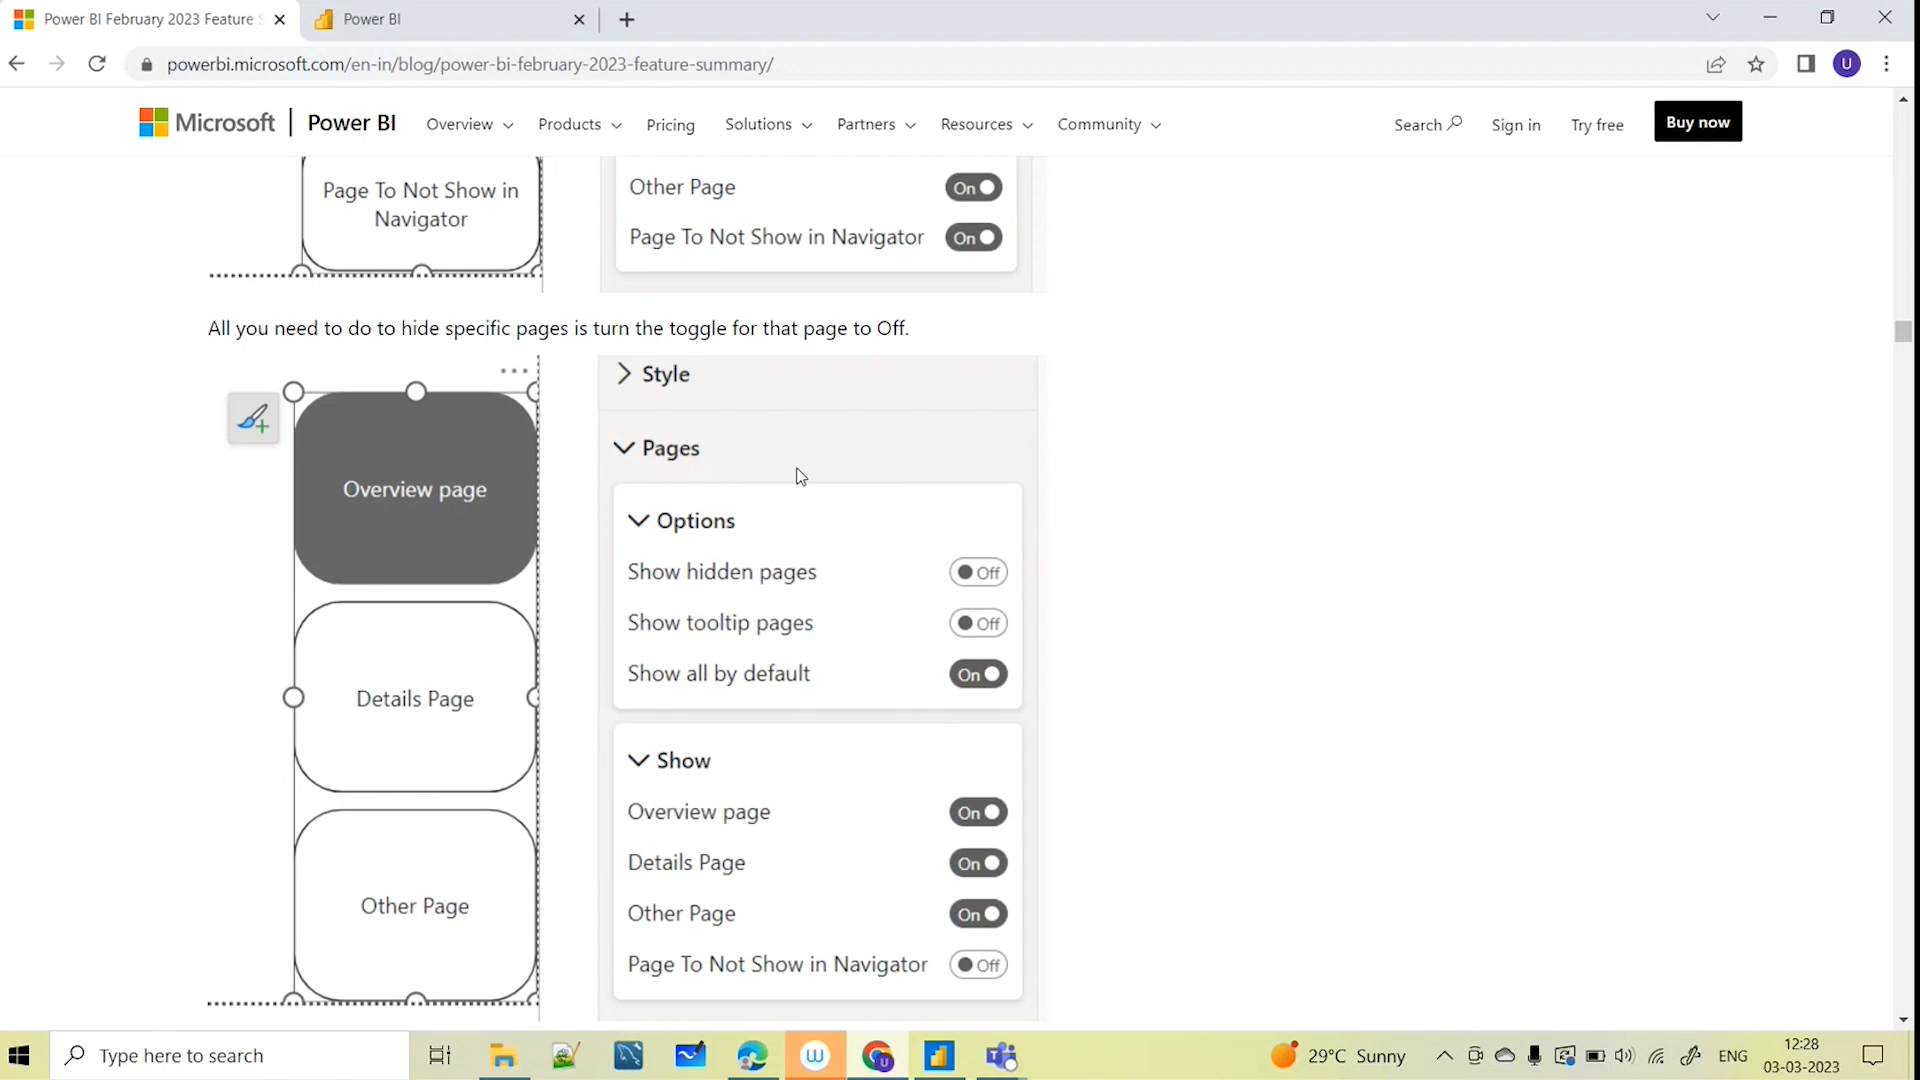 Power BI February 2023 Feature S
Power BI
powerbi.microsoft.com/en-in/blog/power-bi-february-2023-feature-summary/
U
Microsoft | Power BI Overview Products Pricing Solutions Partners Resources Community Search Sign in Try free Buy now
Page To Not Show in
Navigator
Other Page On
Page To Not Show in Navigator On
All you need to do to hide specific pages is turn the toggle for that page to Off.
Overview page
Details Page
Other Page
Style
Pages
Options
Show hidden pages Off
Show tooltip pages Off
Show all by default On
Show
Overview page On
Details Page On
Other Page On
Page To Not Show in Navigator Off
Type here to search
W
29°C Sunny
ENG
12:28
03-03-2023